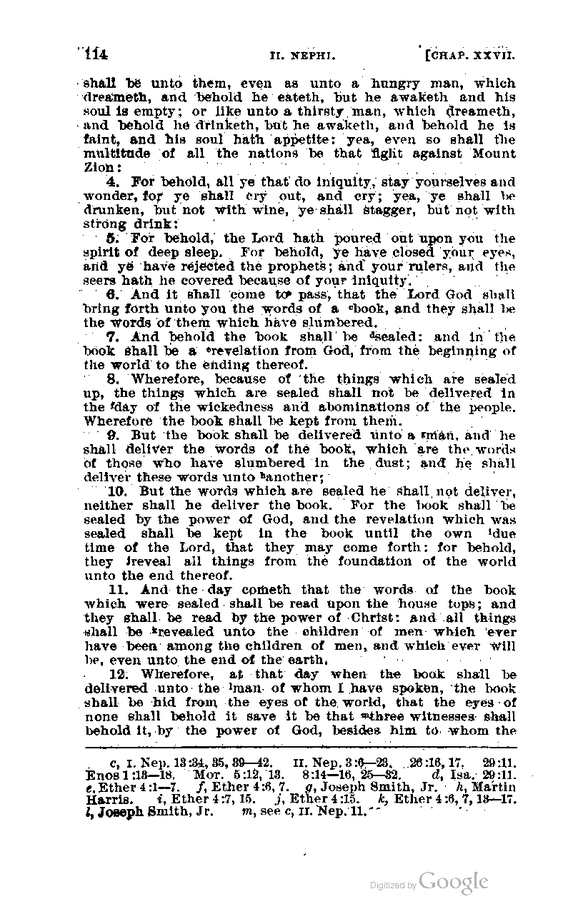 114 II. NEPHI. [CHAP. XXVII.
shall be unto them, even as unto a hungry man, which
dreameth, and behold he eateth, but he awaketh and his
soul is empty; or like unto a thirsty man, which dreameth,
and behold he drinketh, but he awaketh, and behold he is
faint, and his soul hath appetite: yea, even so shall the
multitude of all the nations be that fight against Mount
Zion:
4. For behold, all ye that do iniquity, stay yourselves and
wonder, for ye shall cry out, and cry; yea, ye shall be
drunken, but not with wine, ye shall stagger, but not with
strong drink:
5. For behold, the Lord hath poured out upon you the
spirit of deep sleep. For behold, ye have closed your eyes,
and ye have rejected the prophets; and your rulers, and the
seers hath he covered because of your iniquity.
6. And it shall come to pass, that the Lord God shall
bring forth unto you the words of a ᶜbook, and they shall be
the words of them which have slumbered.
7. And behold the book shall be ᵈsealed: and in the
book shall be a ᵉrevelation from God, from the beginning of
the world to the ending thereof.
8. Wherefore, because of the things which are sealed
up, the things which are sealed shall not be delivered in
the ᶠday of the wickedness and abominations of the people.
Wherefore the book shall be kept from them.
9. But the book shall be delivered unto a ᵍman, and he
shall deliver the words of the book, which are the words
of those who have slumbered in the dust; and he shall
deliver these words unto ʰanother;
10. But the words which are sealed he shall not deliver,
neither shall he deliver the book. For the book shall be
sealed by the power of God, and the revelation which was
sealed shall be kept in the book until the own ⁱdue
time of the Lord, that they may come forth: for behold,
they ʲreveal all things from the foundation of the world
unto the end thereof.
11. And the day cometh that the words of the book
which were sealed shall be read upon the house tops; and
they shall be read by the power of Christ: and all things
shall be ᵏrevealed unto the children of men which ever
have been among the children of men, and which ever will
be, even unto the end of the earth.
12. Wherefore, at that day when the book shall be
delivered unto the ˡman of whom I have spoken, the book
shall be hid from the eyes of the world, that the eyes of
none shall behold it save it be that ᵐthree witnesses shall
behold it, by the power of God, besides him to whom the
c, I. Nep. 13:34, 35, 39—42. II. Nep. 3:6—23. 26:16, 17. 29:11.
Enos 1:13—18. Mor. 5:12, 13. 8:14—16, 25—32. d, Isa. 29:11.
e, Ether 4:1—7. f, Ether 4:6, 7. g, Joseph Smith, Jr. h, Martin
Harris. i, Ether 4:7, 15. j, Ether 4:15. k, Ether 4:6, 7, 13—17.
l, Joseph Smith, Jr. m, see c, II. Nep. 11.
Digitized by Google